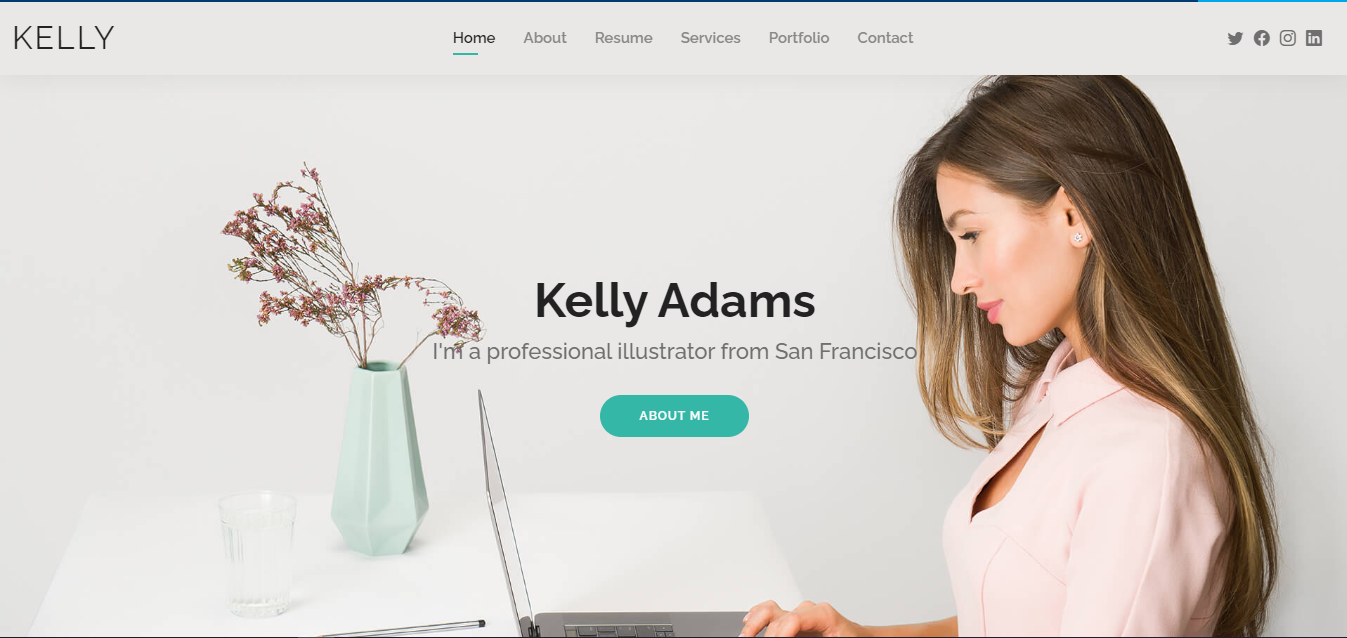 KELLY
Home About Resume Services Portfolio Contact
Kelly Adams
I'm a professional illustrator from San Francisco
ABOUT ME